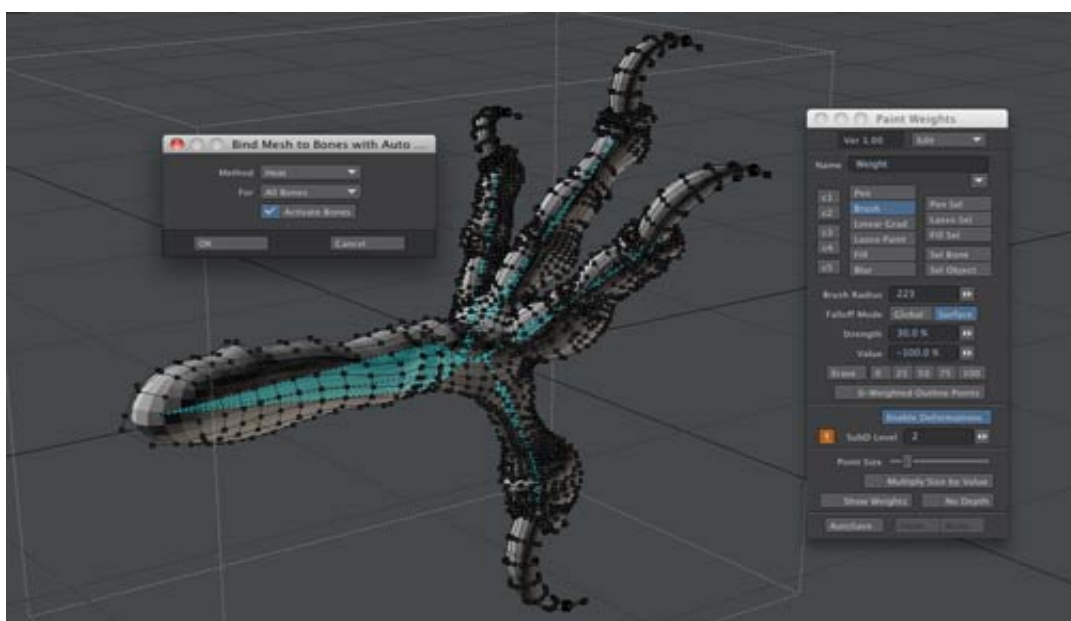 Bind Mesh to Bones with Auto ...
Method Heat
For All Bones
Activate Bones
OK Cancel
Paint Weights
Ver 1.00 Edit
Name Weight
c1 Pen
c2 Brush Pen Sel
c3 Linear Grad Lasso Sel
c4 Lasso Paint Fill Sel
Fill Sel Bone
c5 Blur Sel Object
Brush Radius 223
Falloff Mode Global Surface
Strength 30.0 %
Value -100.0 %
Erase 0 25 50 75 100
0-Weighted Outline Points
Enable Deformations
SubD Level 2
Point Size
Multiply Size by Value
Show Weights No Depth
AutoSave